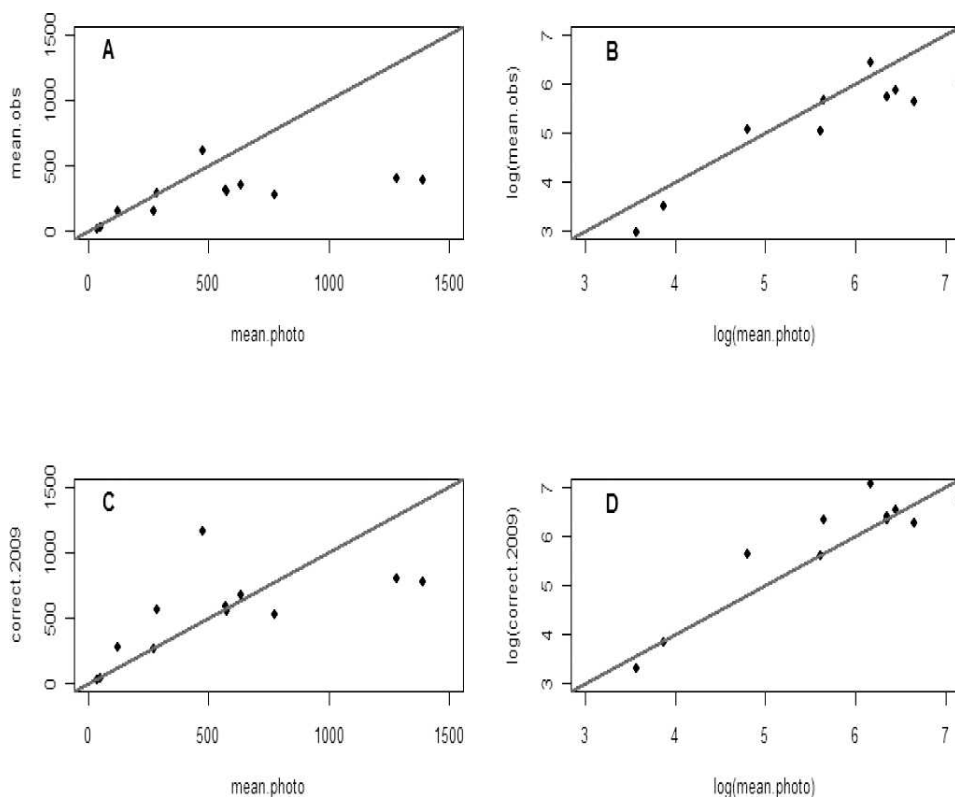 A
mean.obs
0 500 1000 1500
0 500 1000 1500
mean.photo
B
log(mean.obs)
3 4 5 6 7
3 4 5 6 7
log(mean.photo)
C
correct.2009
0 500 1000 1500
0 500 1000 1500
mean.photo
D
log(correct.2009)
3 4 5 6 7
3 4 5 6 7
log(mean.photo)